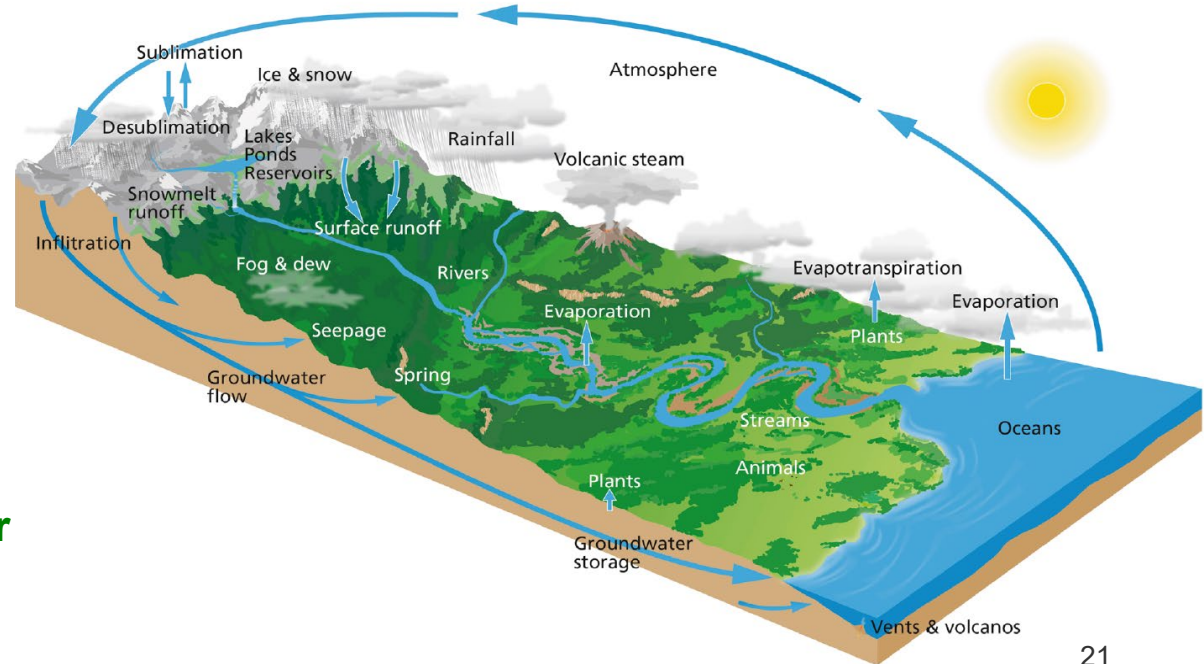 Sublimation
Ice & snow
Atmosphere
Desublimation
Lakes
Ponds
Reservoirs
Rainfall
Volcanic steam
Snowmelt
runoff
Surface runoff
Inflitration
Fog & dew
Rivers
Evapotranspiration
Evaporation
Evaporation
Plants
Seepage
Spring
Groundwater
flow
Streams
Oceans
Animals
Plants
r
Groundwater
storage
Vents & volcanos
21